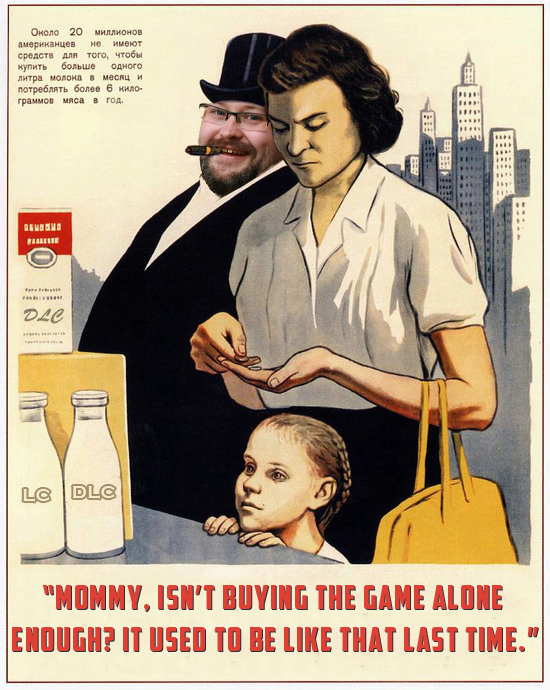 Около 20 миллионов
американцев не имеют
средств для того, чтобы
купить больше одного
литра молока в месяц и
потреблять более 6 кило-
граммов мяса в год.
DLC
LC
DLC
"MOMMY, ISN'T BUYING THE GAME ALONE
ENOUGH? IT USED TO BE LIKE THAT LAST TIME."